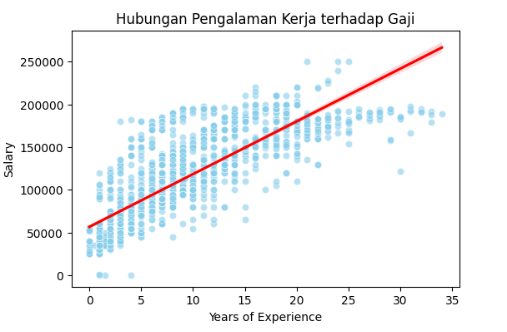 Hubungan Pengalaman Kerja terhadap Gaji
250000
200000
150000
100000
50000
0
Salary
0 5 10 15 20 25 30 35
Years of Experience